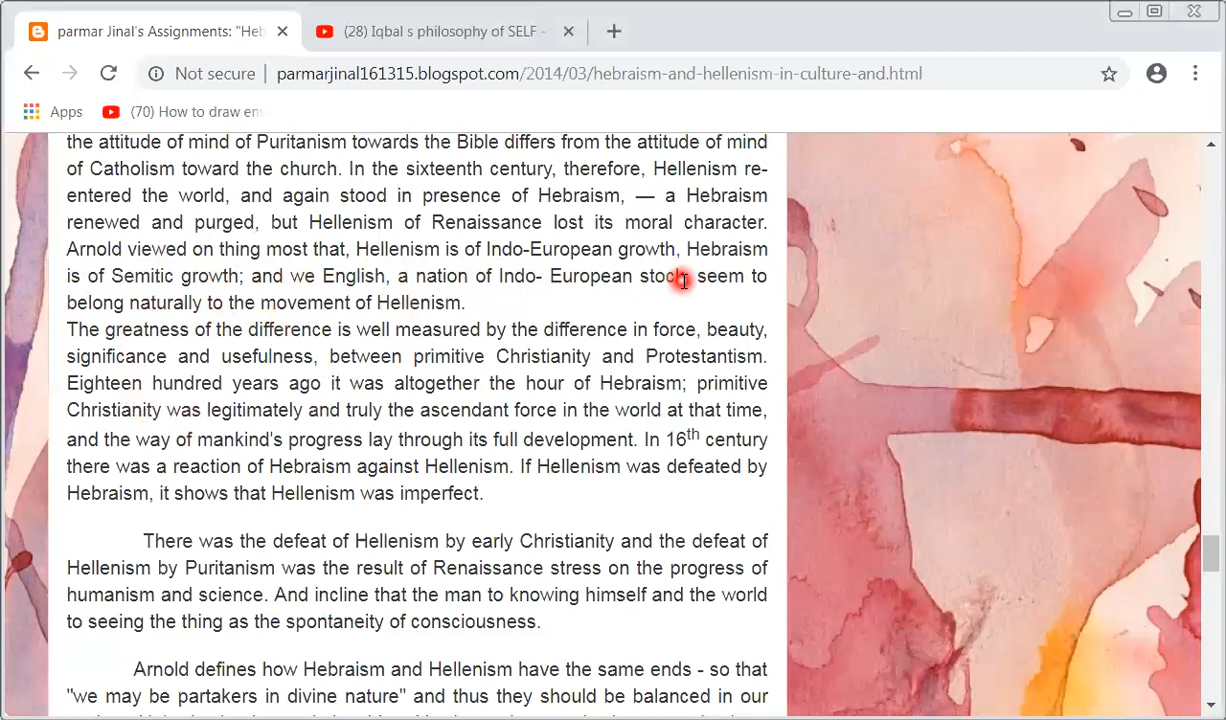 parmar Jinal's Assignments: "Heb
(28) Iqbal s philosophy of SELF -
Not secure
parmarjinal161315.blogspot.com/2014/03/hebraism-and-hellenism-in-culture-and.html
Apps
(70) How to draw en
the attitude of mind of Puritanism towards the Bible differs from the attitude of mind
of Catholism toward the church. In the sixteenth century, therefore, Hellenism re-
entered the world, and again stood in presence of Hebraism, — a Hebraism
renewed and purged, but Hellenism of Renaissance lost its moral character.
Arnold viewed on thing most that, Hellenism is of Indo-European growth, Hebraism
is of Semitic growth; and we English, a nation of Indo- European stock, seem to
belong naturally to the movement of Hellenism.
The greatness of the difference is well measured by the difference in force, beauty,
significance and usefulness, between primitive Christianity and Protestantism.
Eighteen hundred years ago it was altogether the hour of Hebraism; primitive
Christianity was legitimately and truly the ascendant force in the world at that time,
and the way of mankind's progress lay through its full development. In 16th century
there was a reaction of Hebraism against Hellenism. If Hellenism was defeated by
Hebraism, it shows that Hellenism was imperfect.
There was the defeat of Hellenism by early Christianity and the defeat of
Hellenism by Puritanism was the result of Renaissance stress on the progress of
humanism and science. And incline that the man to knowing himself and the world
to seeing the thing as the spontaneity of consciousness.
Arnold defines how Hebraism and Hellenism have the same ends - so that
"we may be partakers in divine nature" and thus they should be balanced in our